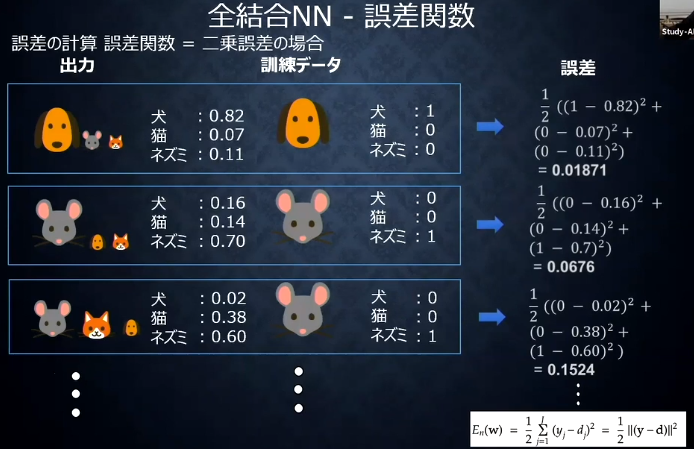 全結合NN - 誤差関数
誤差の計算 誤差関数 = 二乗誤差の場合
出力
訓練データ
誤差
犬 : 0.82
猫 : 0.07
ネズミ : 0.11
犬 : 1
猫 : 0
ネズミ : 0
1/2 ((1 − 0.82)² +
(0 − 0.07)² +
(0 − 0.11)²)
= 0.01871
犬 : 0.16
猫 : 0.14
ネズミ : 0.70
犬 : 0
猫 : 0
ネズミ : 1
1/2 ((0 − 0.16)² +
(0 − 0.14)² +
(1 − 0.7)²)
= 0.0676
犬 : 0.02
猫 : 0.38
ネズミ : 0.60
犬 : 0
猫 : 0
ネズミ : 1
1/2 ((0 − 0.02)² +
(0 − 0.38)² +
(1 − 0.60)² )
= 0.1524
Eₙ(w) = 1/2 ∑ⱼ₌₁ᴶ (yⱼ − dⱼ)² = 1/2 ||(y − d)||²